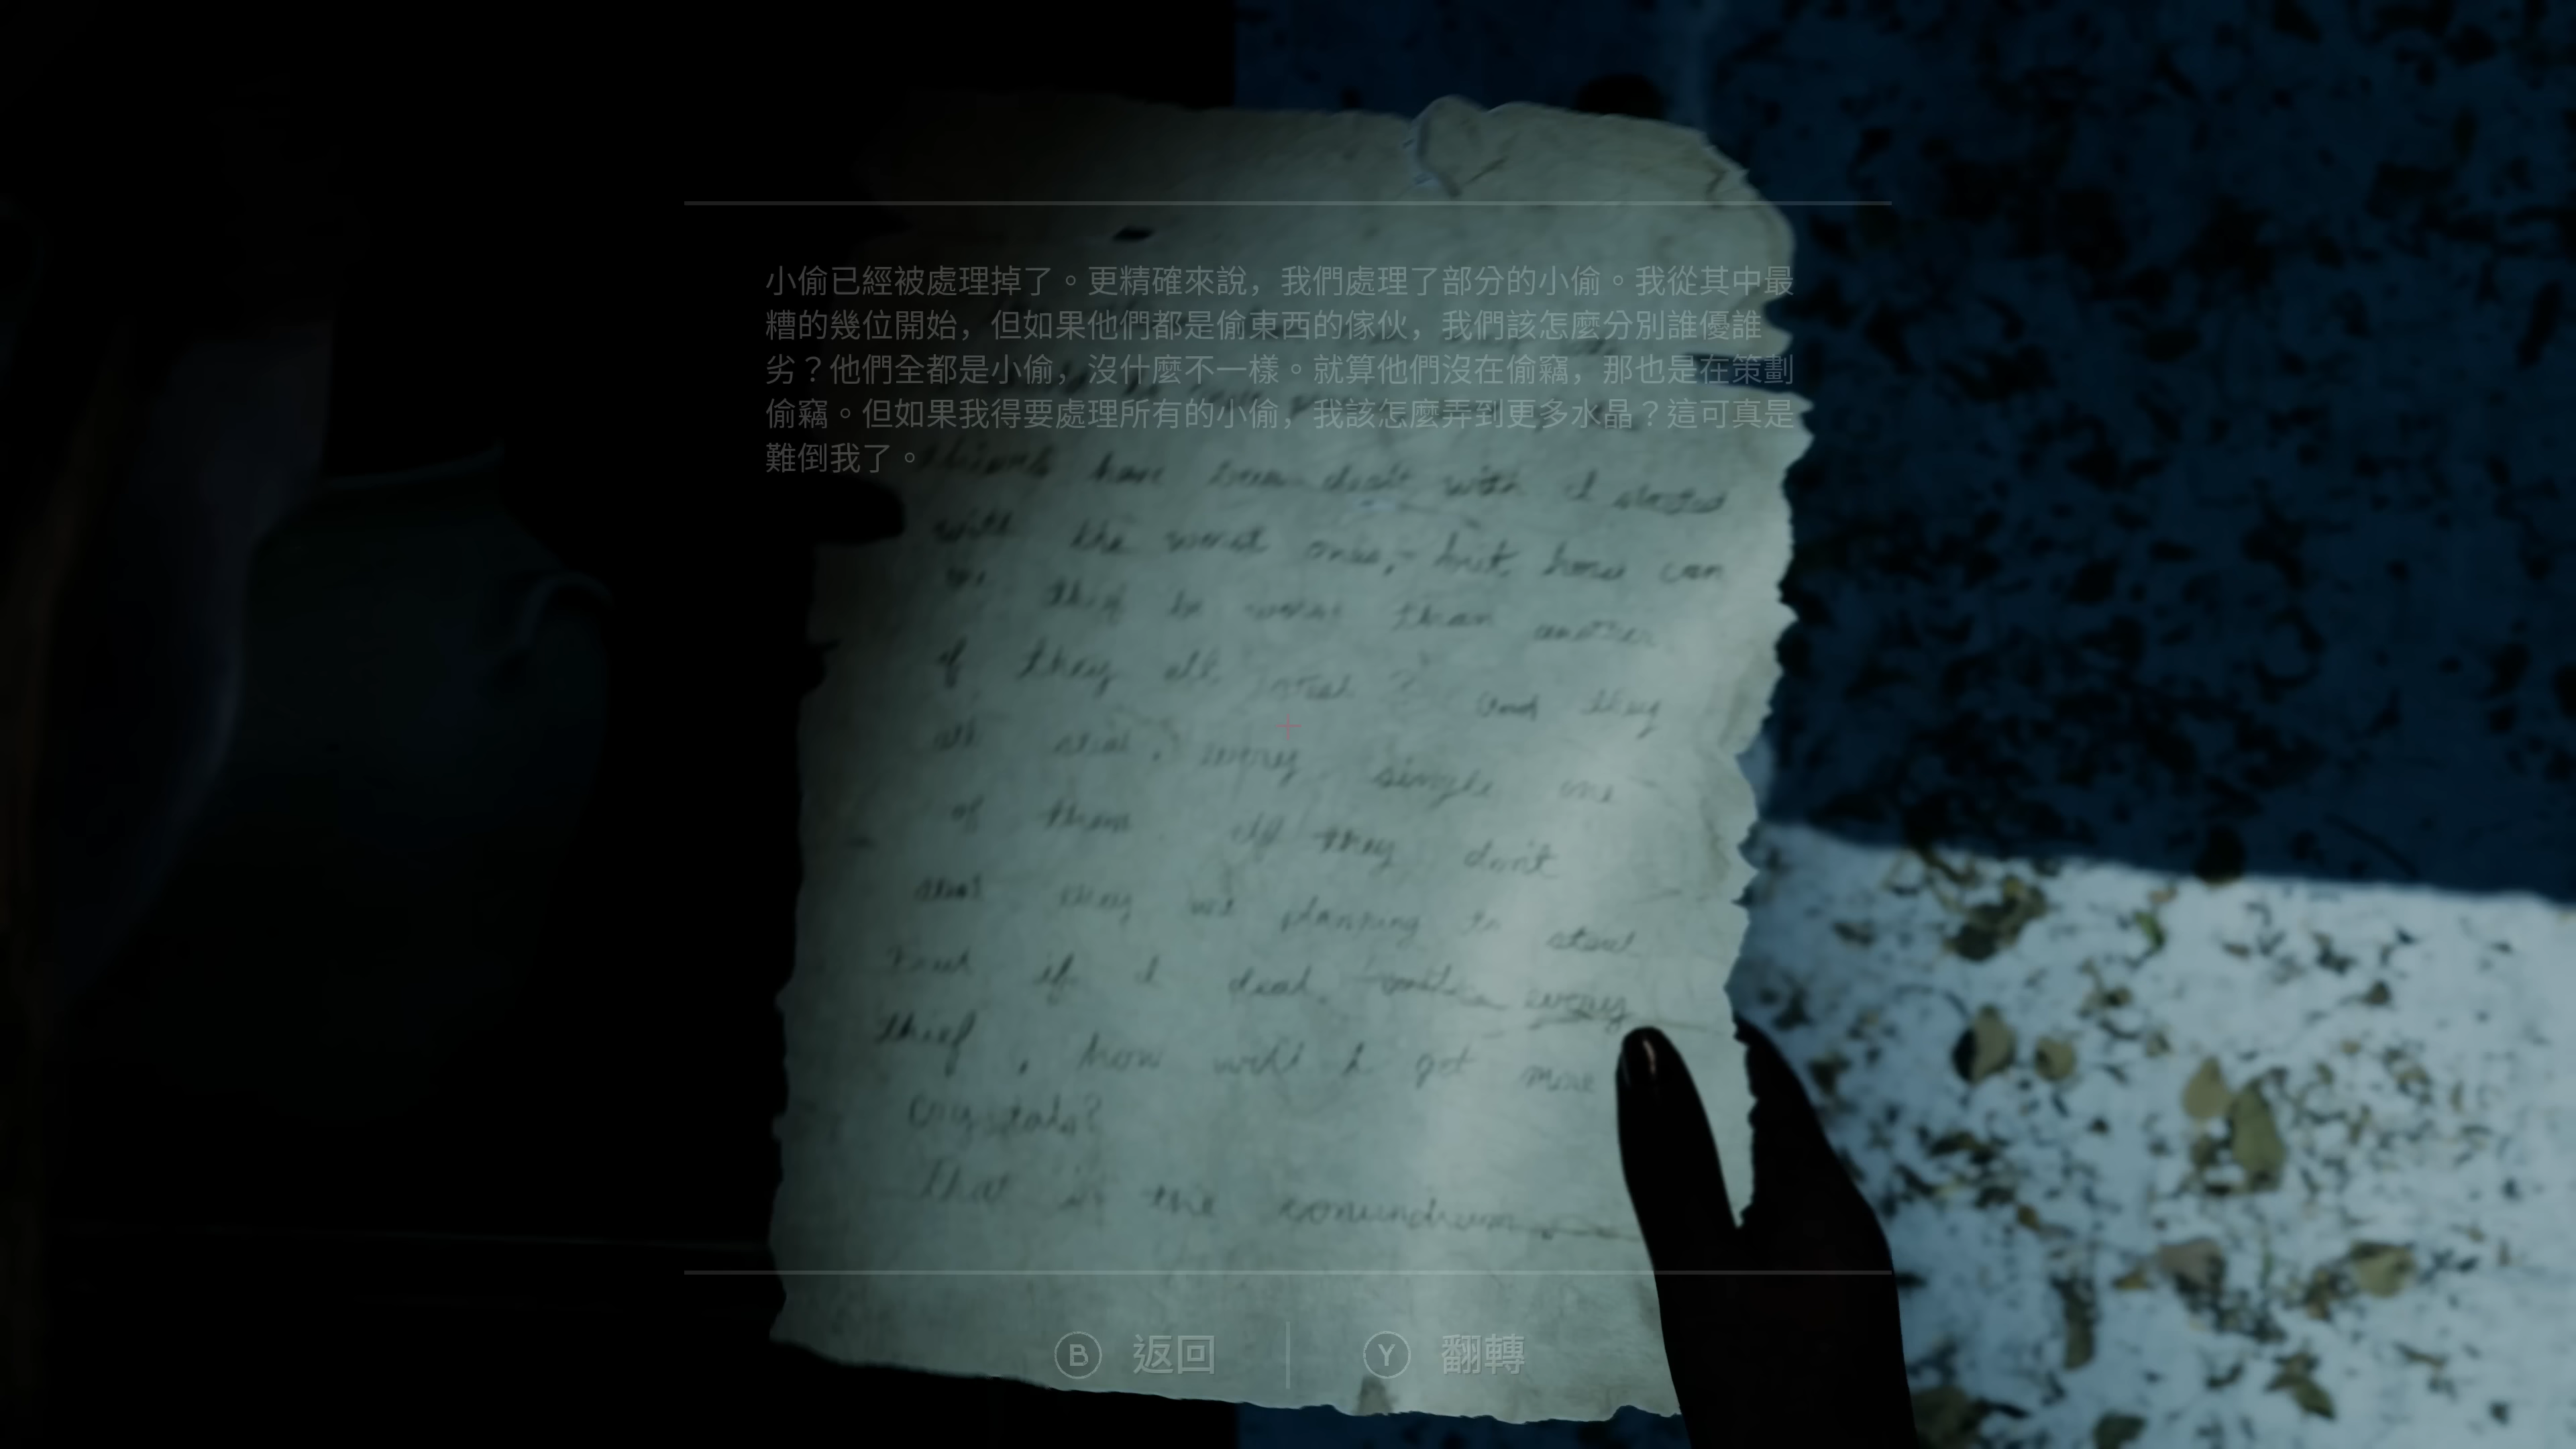 小偷已經被處理掉了。更精確來說，我們處理了部分的小偷。我從其中最
糟的幾位開始，但如果他們都是偷東西的傢伙，我們該怎麼分別誰優誰
劣？他們全都是小偷，沒什麼不一樣。就算他們沒在偷竊，那也是在策劃
偷竊。但如果我得要處理所有的小偷，我該怎麼弄到更多水晶？這可真是
難倒我了。
have been dealt with I started
with the worst ones, but how can
thief be worse than another
if they all steal? And they
all steal. Every single one
of them. If they don't
steal they are planning to steal
But if I deal with every
thief, how will I get more
Crystals?
That is the conundrum
B 返回 Y 翻轉